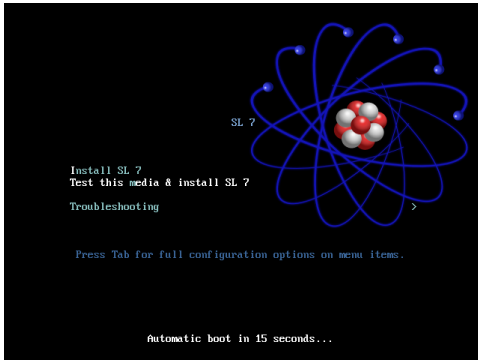 SL 7
Install SL 7
Test this media & install SL 7
Troubleshooting >
Press Tab for full configuration options on menu items.
Automatic boot in 15 seconds...